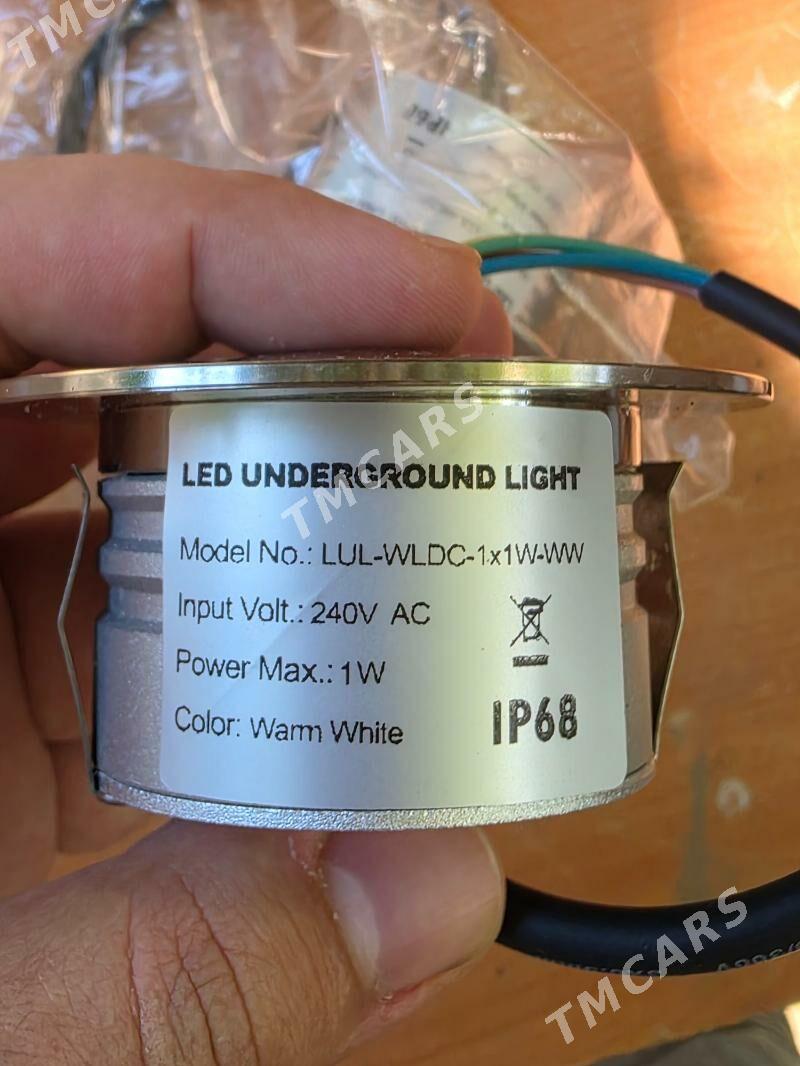 TMCARS
IP68
LED UNDERGROUND LIGHT
TMCARS
Model No.: LUL-WLDC-1x1W-WW
Input Volt.: 240V AC
Power Max.: 1W
Color: Warm White
IP68
TMCARS